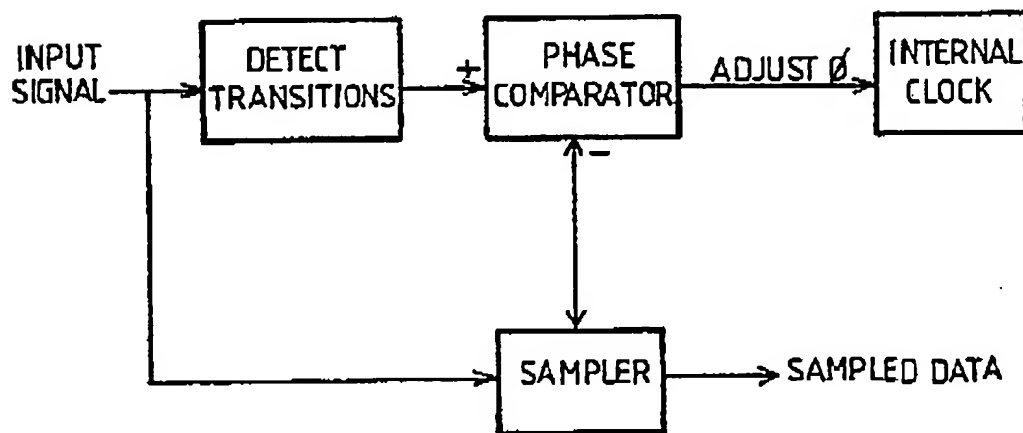 INPUT
SIGNAL
DETECT
TRANSITIONS
+
PHASE
COMPARATOR
ADJUST Ø
INTERNAL
CLOCK
−
SAMPLER
SAMPLED DATA